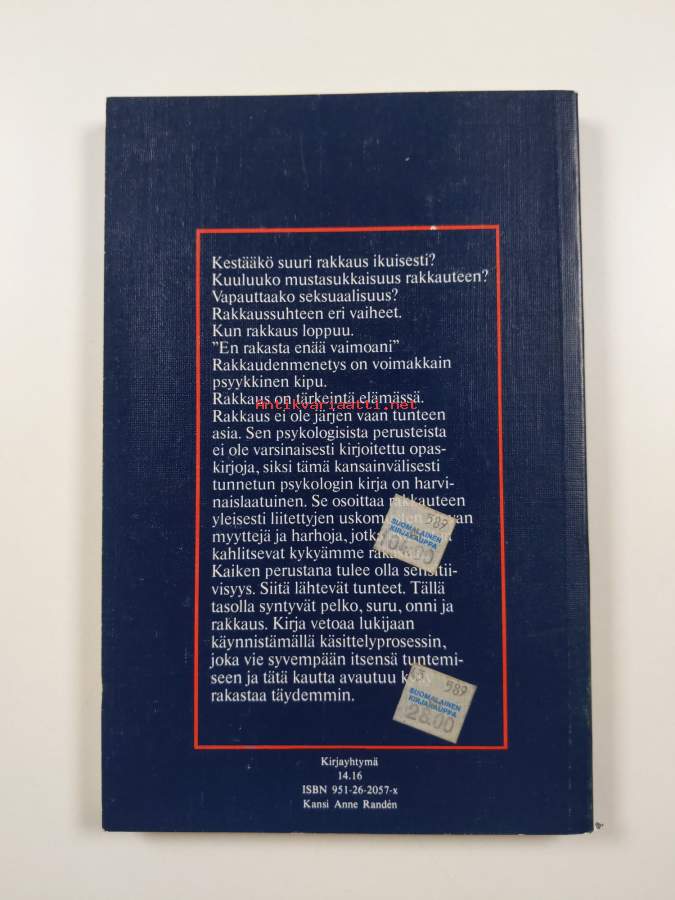 Kestääkö suuri rakkaus ikuisesti?
Kuuluuko mustasukkaisuus rakkauteen?
Vapauttaako seksuaalisuus?
Rakkaussuhteen eri vaiheet.
Kun rakkaus loppuu.
”En rakasta enää vaimoani”
Rakkaudenmenetys on voimakkain
psyykkinen kipu.
Rakkaus on tärkeintä elämässä.
Antikvariaatti.net
Rakkaus ei ole järjen vaan tunteen
asia. Sen psykologisista perusteista
ei ole varsinaisesti kirjoitettu opas-
kirjoja, siksi tämä kansainvälisesti
tunnetun psykologin kirja on harvi-
naislaatuinen. Se osoittaa rakkauteen
yleisesti liitettyjen
myyttejä ja harhoja,
kahlitsevat kykyämme
Kaiken perustana tulee olla sensitii-
visyys. Siitä lähtevät tunteet. Tällä
tasolla syntyvät pelko, suru, onni ja
rakkaus. Kirja vetoaa lukijaan
käynnistämällä käsittelyprosessin,
joka vie syvempään itsensä tuntemi-
seen ja tätä kautta avautuu
rakastaa täydemmin.
589
SUOMALAINEN
KIRJAKAUPPA
589
SUOMALAINEN
KIRJAKAUPPA
28.00
Kirjayhtymä
14.16
ISBN 951-26-2057-x
Kansi Anne Randén